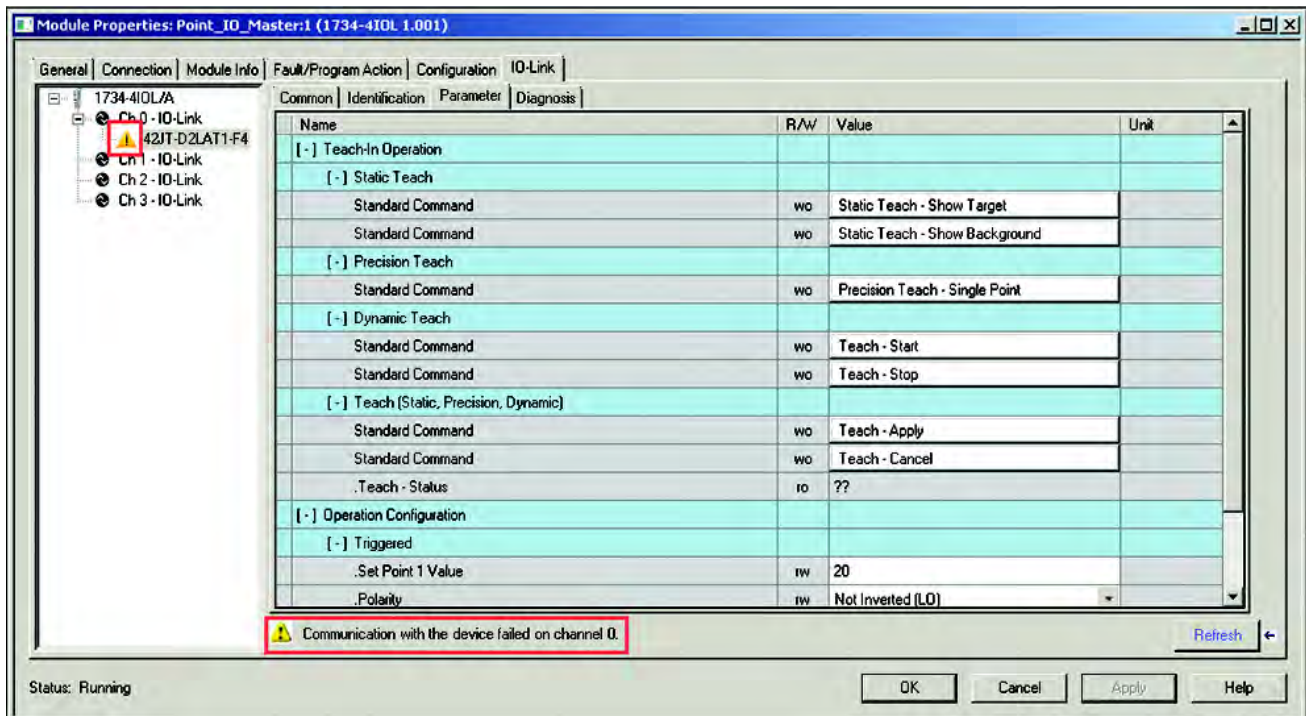 Module Properties: Point_IO_Master:1 (1734-4IOL 1.001)
General Connection Module Info Fault/Program Action Configuration IO-Link
1734-4IOL/A
Ch 0 - IO-Link
42JT-D2LAT1-F4
Ch 1 - IO-Link
Ch 2 - IO-Link
Ch 3 - IO-Link
Common Identification Parameter Diagnosis
Name R/W Value Unit
[-] Teach-In Operation
[-] Static Teach
Standard Command wo Static Teach - Show Target
Standard Command wo Static Teach - Show Background
[-] Precision Teach
Standard Command wo Precision Teach - Single Point
[-] Dynamic Teach
Standard Command wo Teach - Start
Standard Command wo Teach - Stop
[-] Teach (Static, Precision, Dynamic)
Standard Command wo Teach - Apply
Standard Command wo Teach - Cancel
.Teach - Status ro ??
[-] Operation Configuration
[-] Triggered
.Set Point 1 Value rw 20
.Polarity rw Not Inverted (LO)
Communication with the device failed on channel 0.
Refresh
Status: Running
OK Cancel Apply Help